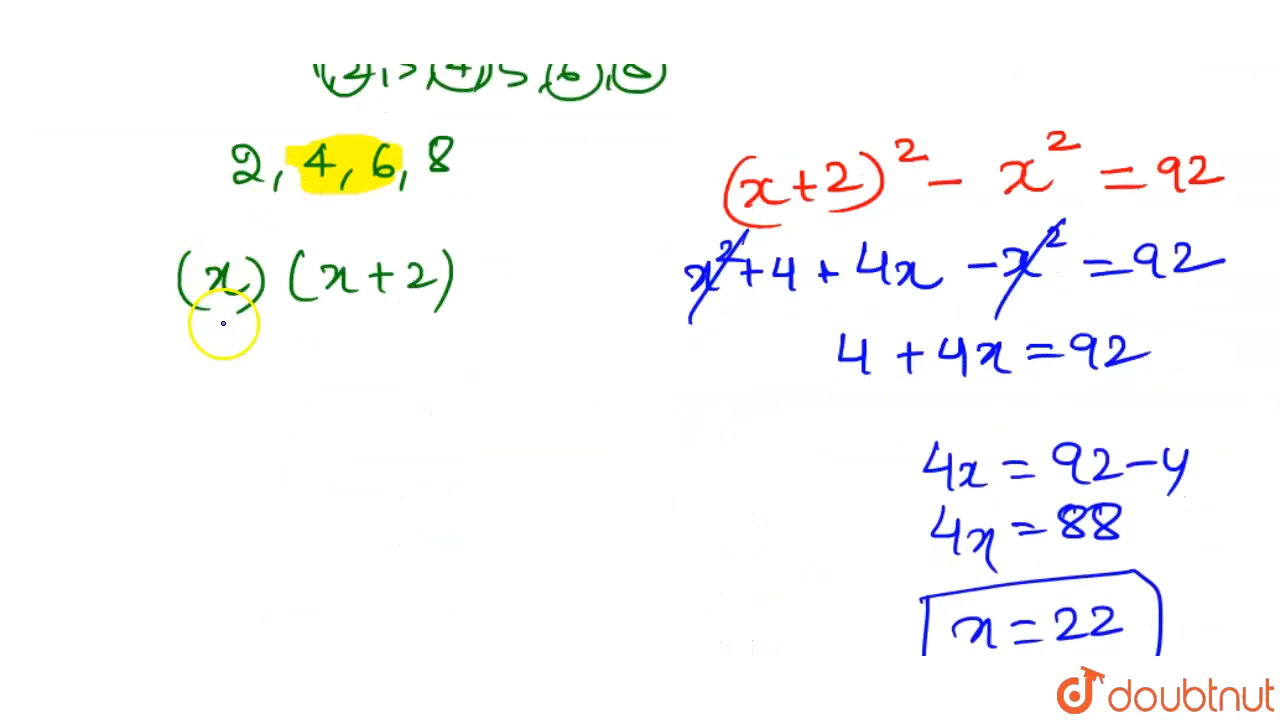 2, 4, 6, 8
(x) (x+2)
(x+2)² - x² = 92
x² + 4 + 4x - x² = 92
4 + 4x = 92
4x = 92 - 4
4x = 88
x = 22
doubtnut